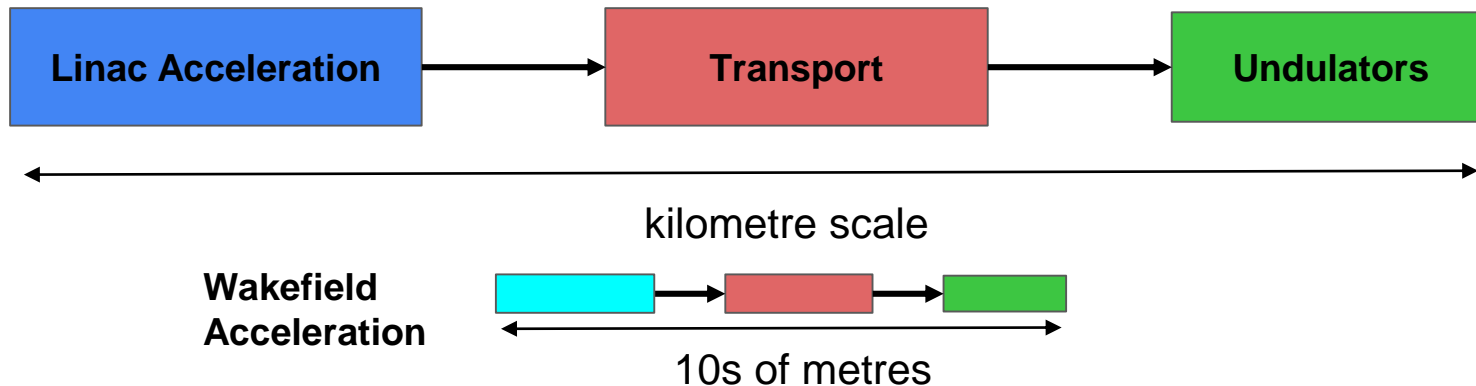 Linac Acceleration
Transport
Undulators
kilometre scale
Wakefield
Acceleration
10s of metres